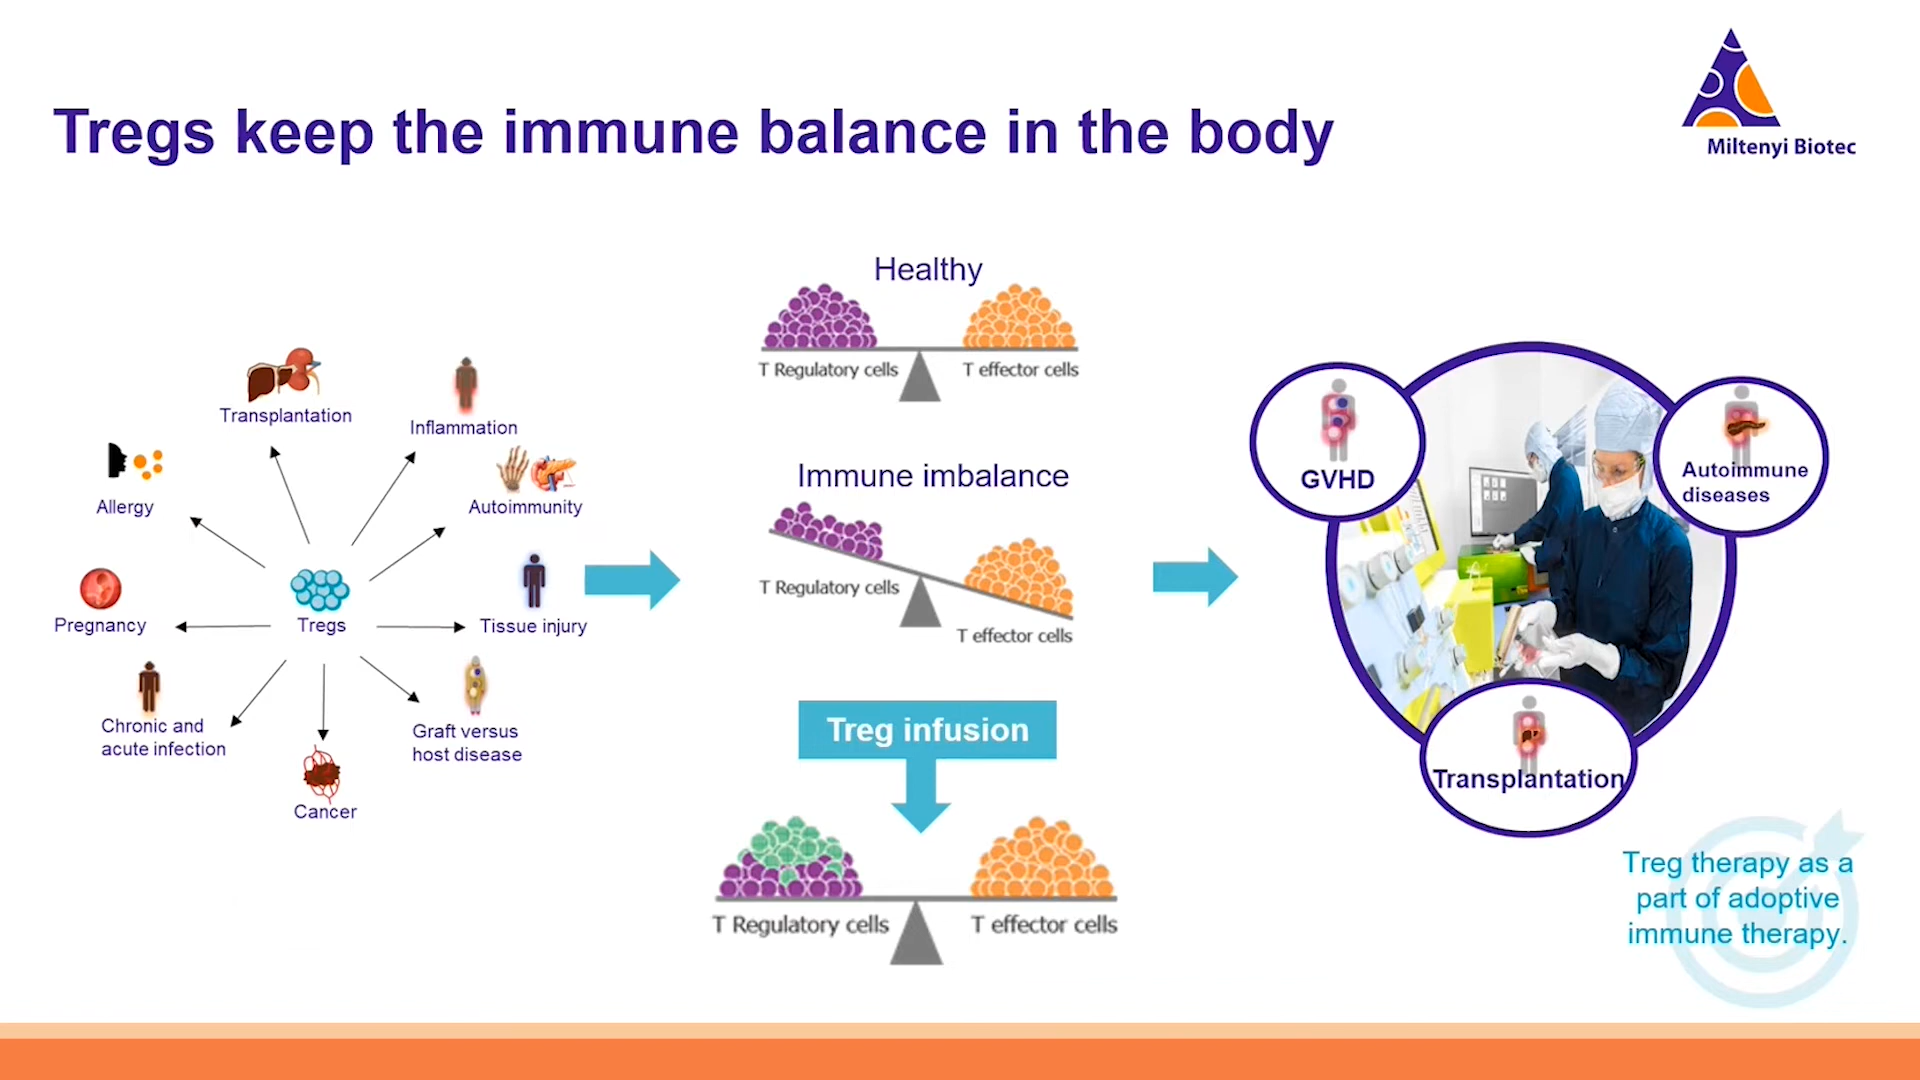 Tregs keep the immune balance in the body
Miltenyi Biotec
Transplantation
Inflammation
Allergy
Autoimmunity
Pregnancy
Tregs
Tissue injury
Chronic and
acute infection
Graft versus
host disease
Cancer
Healthy
T Regulatory cells
T effector cells
Immune imbalance
T Regulatory cells
T effector cells
Treg infusion
T Regulatory cells
T effector cells
GVHD
Autoimmune
diseases
Transplantation
Treg therapy as a
part of adoptive
immune therapy.